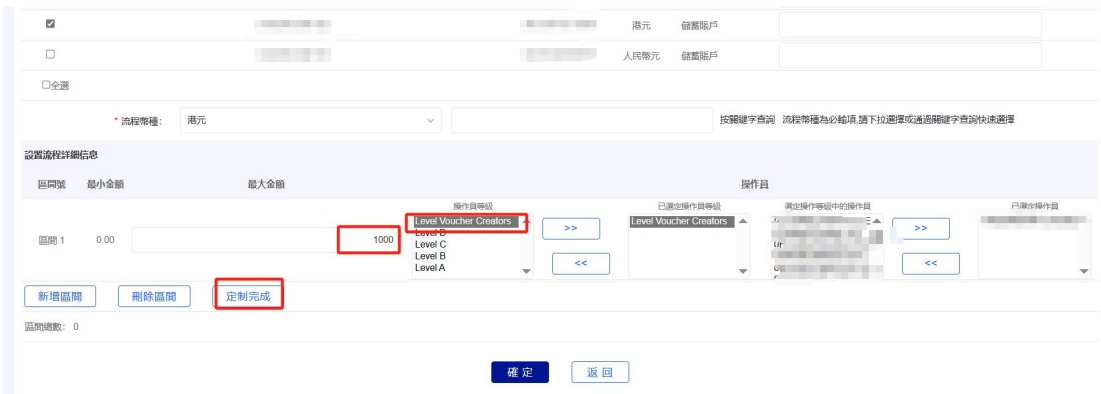 港元 儲蓄賬戶
人民幣元 儲蓄賬戶
全選
* 流程幣種: 港元 按關鍵字查詢 流程幣種為必輸項,請下拉選擇或通過關鍵字查詢快速選擇
設置流程詳細信息
區間號 最小金額 最大金額 操作員
操作員等級 已選定操作員等級 選定操作等級中的操作員 已選定操作員
Level Voucher Creators >> Level Voucher Creators >>
Level D
區間 1 0.00 1000 Level C
Level B << <<
Level A
新增區間 刪除區間 定制完成
區間總數: 0
確定 返回